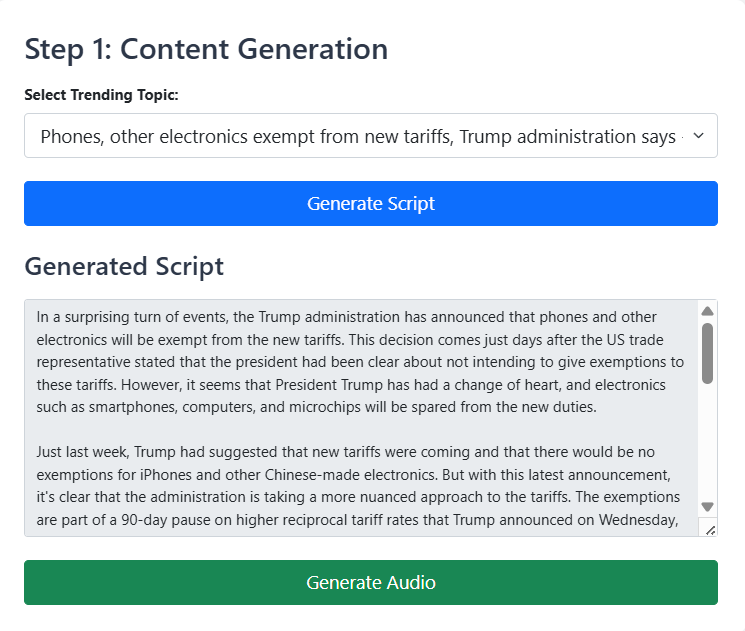 Step 1: Content Generation
Select Trending Topic:
Phones, other electronics exempt from new tariffs, Trump administration says
Generate Script
Generated Script
In a surprising turn of events, the Trump administration has announced that phones and other
electronics will be exempt from the new tariffs. This decision comes just days after the US trade
representative stated that the president had been clear about not intending to give exemptions to
these tariffs. However, it seems that President Trump has had a change of heart, and electronics
such as smartphones, computers, and microchips will be spared from the new duties.
Just last week, Trump had suggested that new tariffs were coming and that there would be no
exemptions for iPhones and other Chinese-made electronics. But with this latest announcement,
it's clear that the administration is taking a more nuanced approach to the tariffs. The exemptions
are part of a 90-day pause on higher reciprocal tariff rates that Trump announced on Wednesday,
Generate Audio